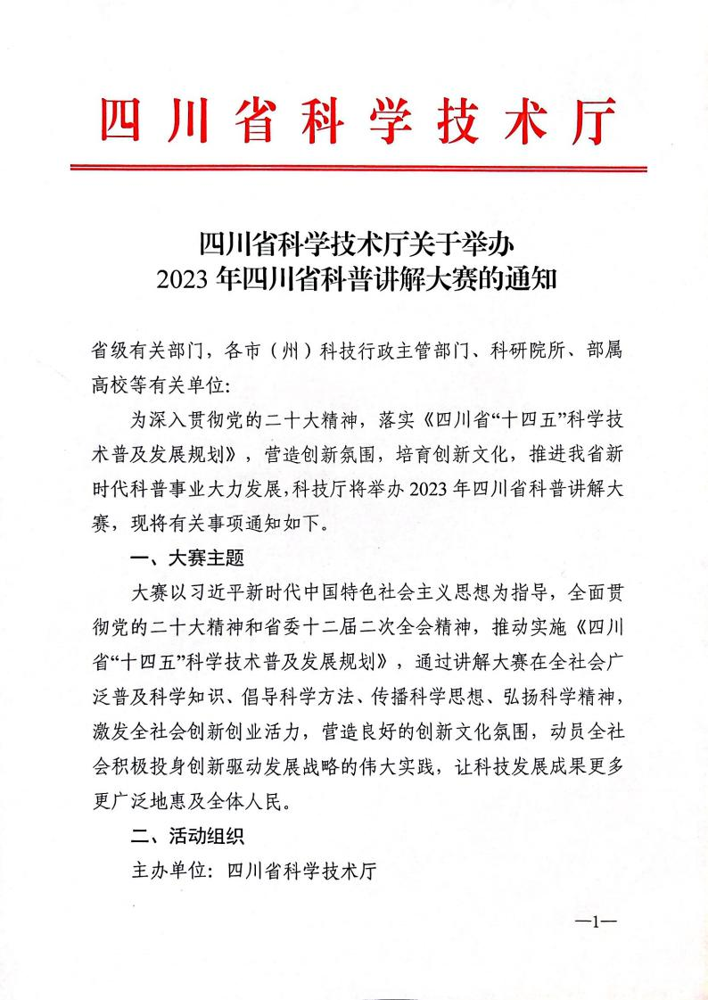 四川省科学技术厅
四川省科学技术厅关于举办
2023年四川省科普讲解大赛的通知
省级有关部门，各市（州）科技行政主管部门、科研院所、部属
高校等有关单位:
为深入贯彻党的二十大精神，落实《四川省“十四五”科学技
术普及发展规划》，营造创新氛围，培育创新文化，推进我省新
时代科普事业大力发展,科技厅将举办2023年四川省科普讲解大
赛，现将有关事项通知如下。
一、大赛主题
大赛以习近平新时代中国特色社会主义思想为指导，全面贯
彻党的二十大精神和省委十二届二次全会精神，推动实施《四川
省“十四五”科学技术普及发展规划》，通过讲解大赛在全社会广
泛普及科学知识、倡导科学方法、传播科学思想、弘扬科学精神，
激发全社会创新创业活力，营造良好的创新文化氛围，动员全社
会积极投身创新驱动发展战略的伟大实践，让科技发展成果更多
更广泛地惠及全体人民。
二、活动组织
主办单位：四川省科学技术厅
—1—